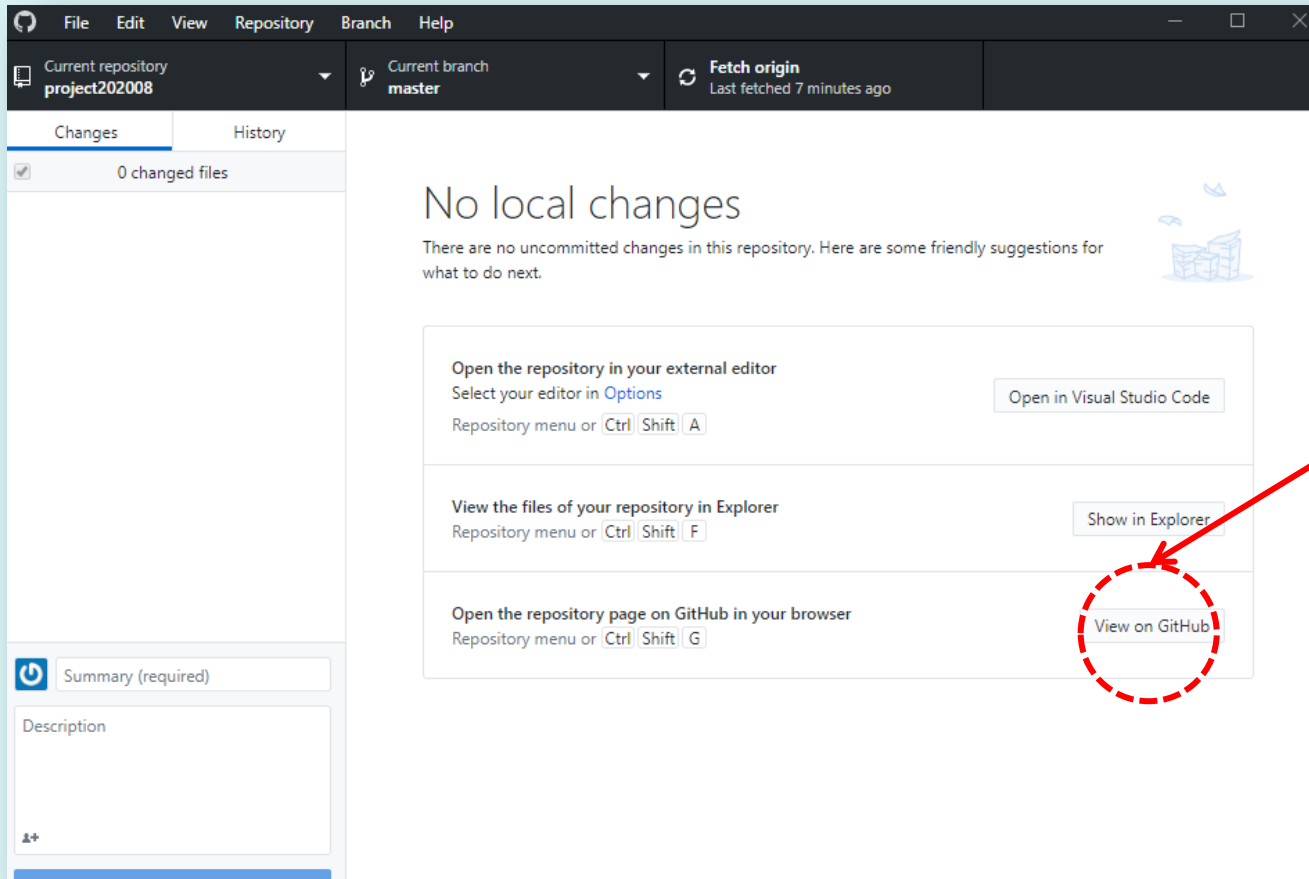 File Edit View Repository Branch Help
Current repository
project202008
Current branch
master
Fetch origin
Last fetched 7 minutes ago
Changes History
0 changed files
No local changes
There are no uncommitted changes in this repository. Here are some friendly suggestions for
what to do next.
Open the repository in your external editor
Select your editor in Options
Repository menu or Ctrl Shift A
Open in Visual Studio Code
View the files of your repository in Explorer
Repository menu or Ctrl Shift F
Show in Explorer
Open the repository page on GitHub in your browser
Repository menu or Ctrl Shift G
View on GitHub
Summary (required)
Description